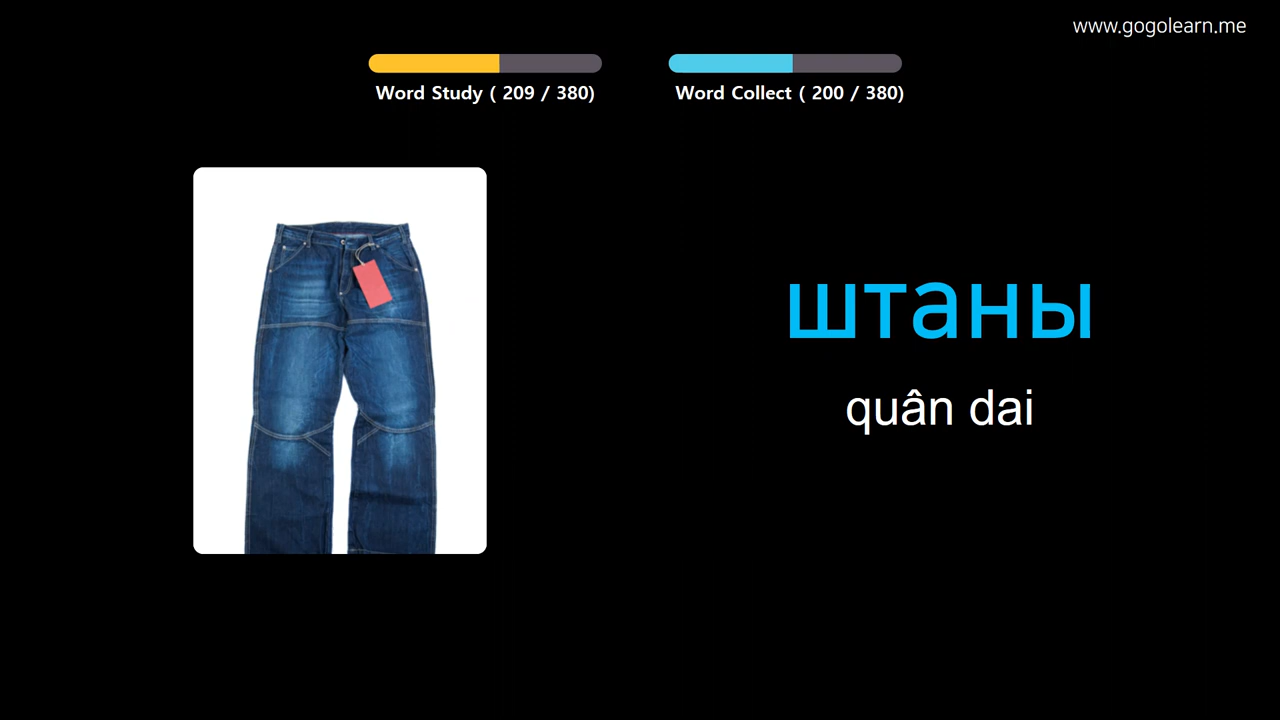 www.gogolearn.me
Word Study ( 209 / 380)
Word Collect ( 200 / 380)
штаны
quân dai